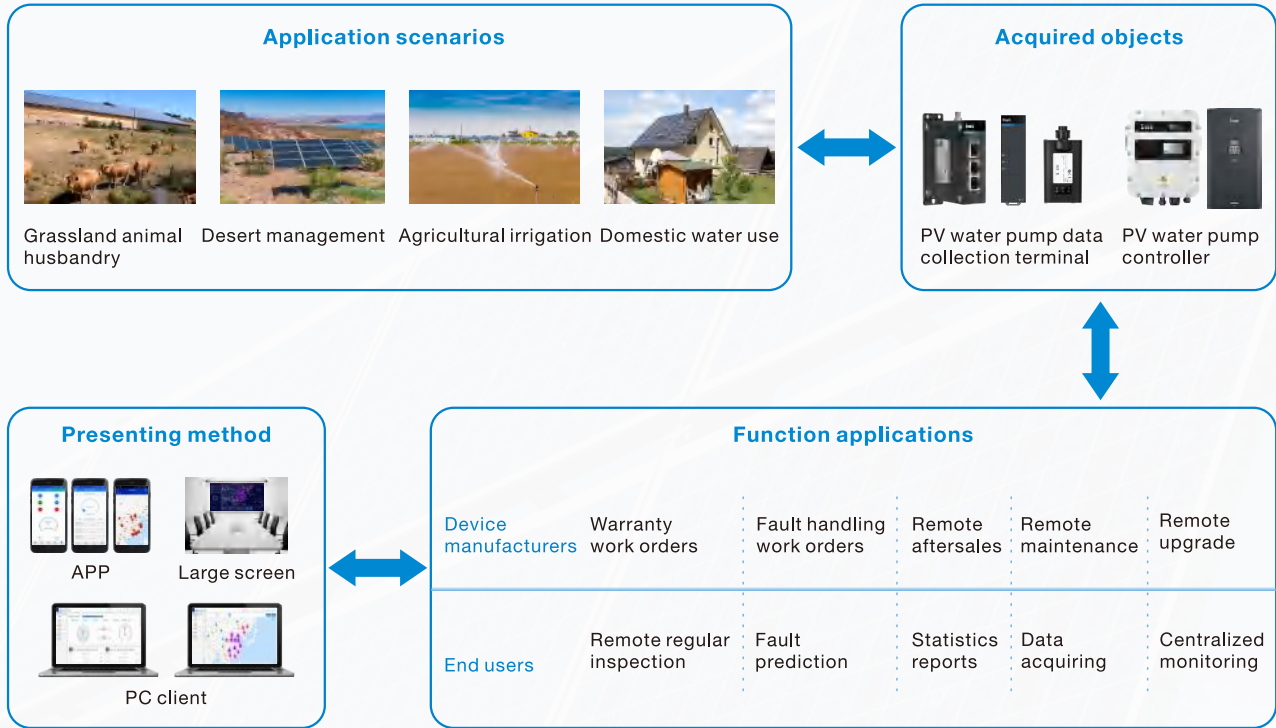 Application scenarios
Grassland animal
husbandry
Desert management
Agricultural irrigation
Domestic water use
Acquired objects
PV water pump data
collection terminal
PV water pump
controller
Presenting method
APP
Large screen
PC client
Function applications
Device
manufacturers
Warranty
work orders
Fault handling
work orders
Remote
aftersales
Remote
maintenance
Remote
upgrade
End users
Remote regular
inspection
Fault
prediction
Statistics
reports
Data
acquiring
Centralized
monitoring